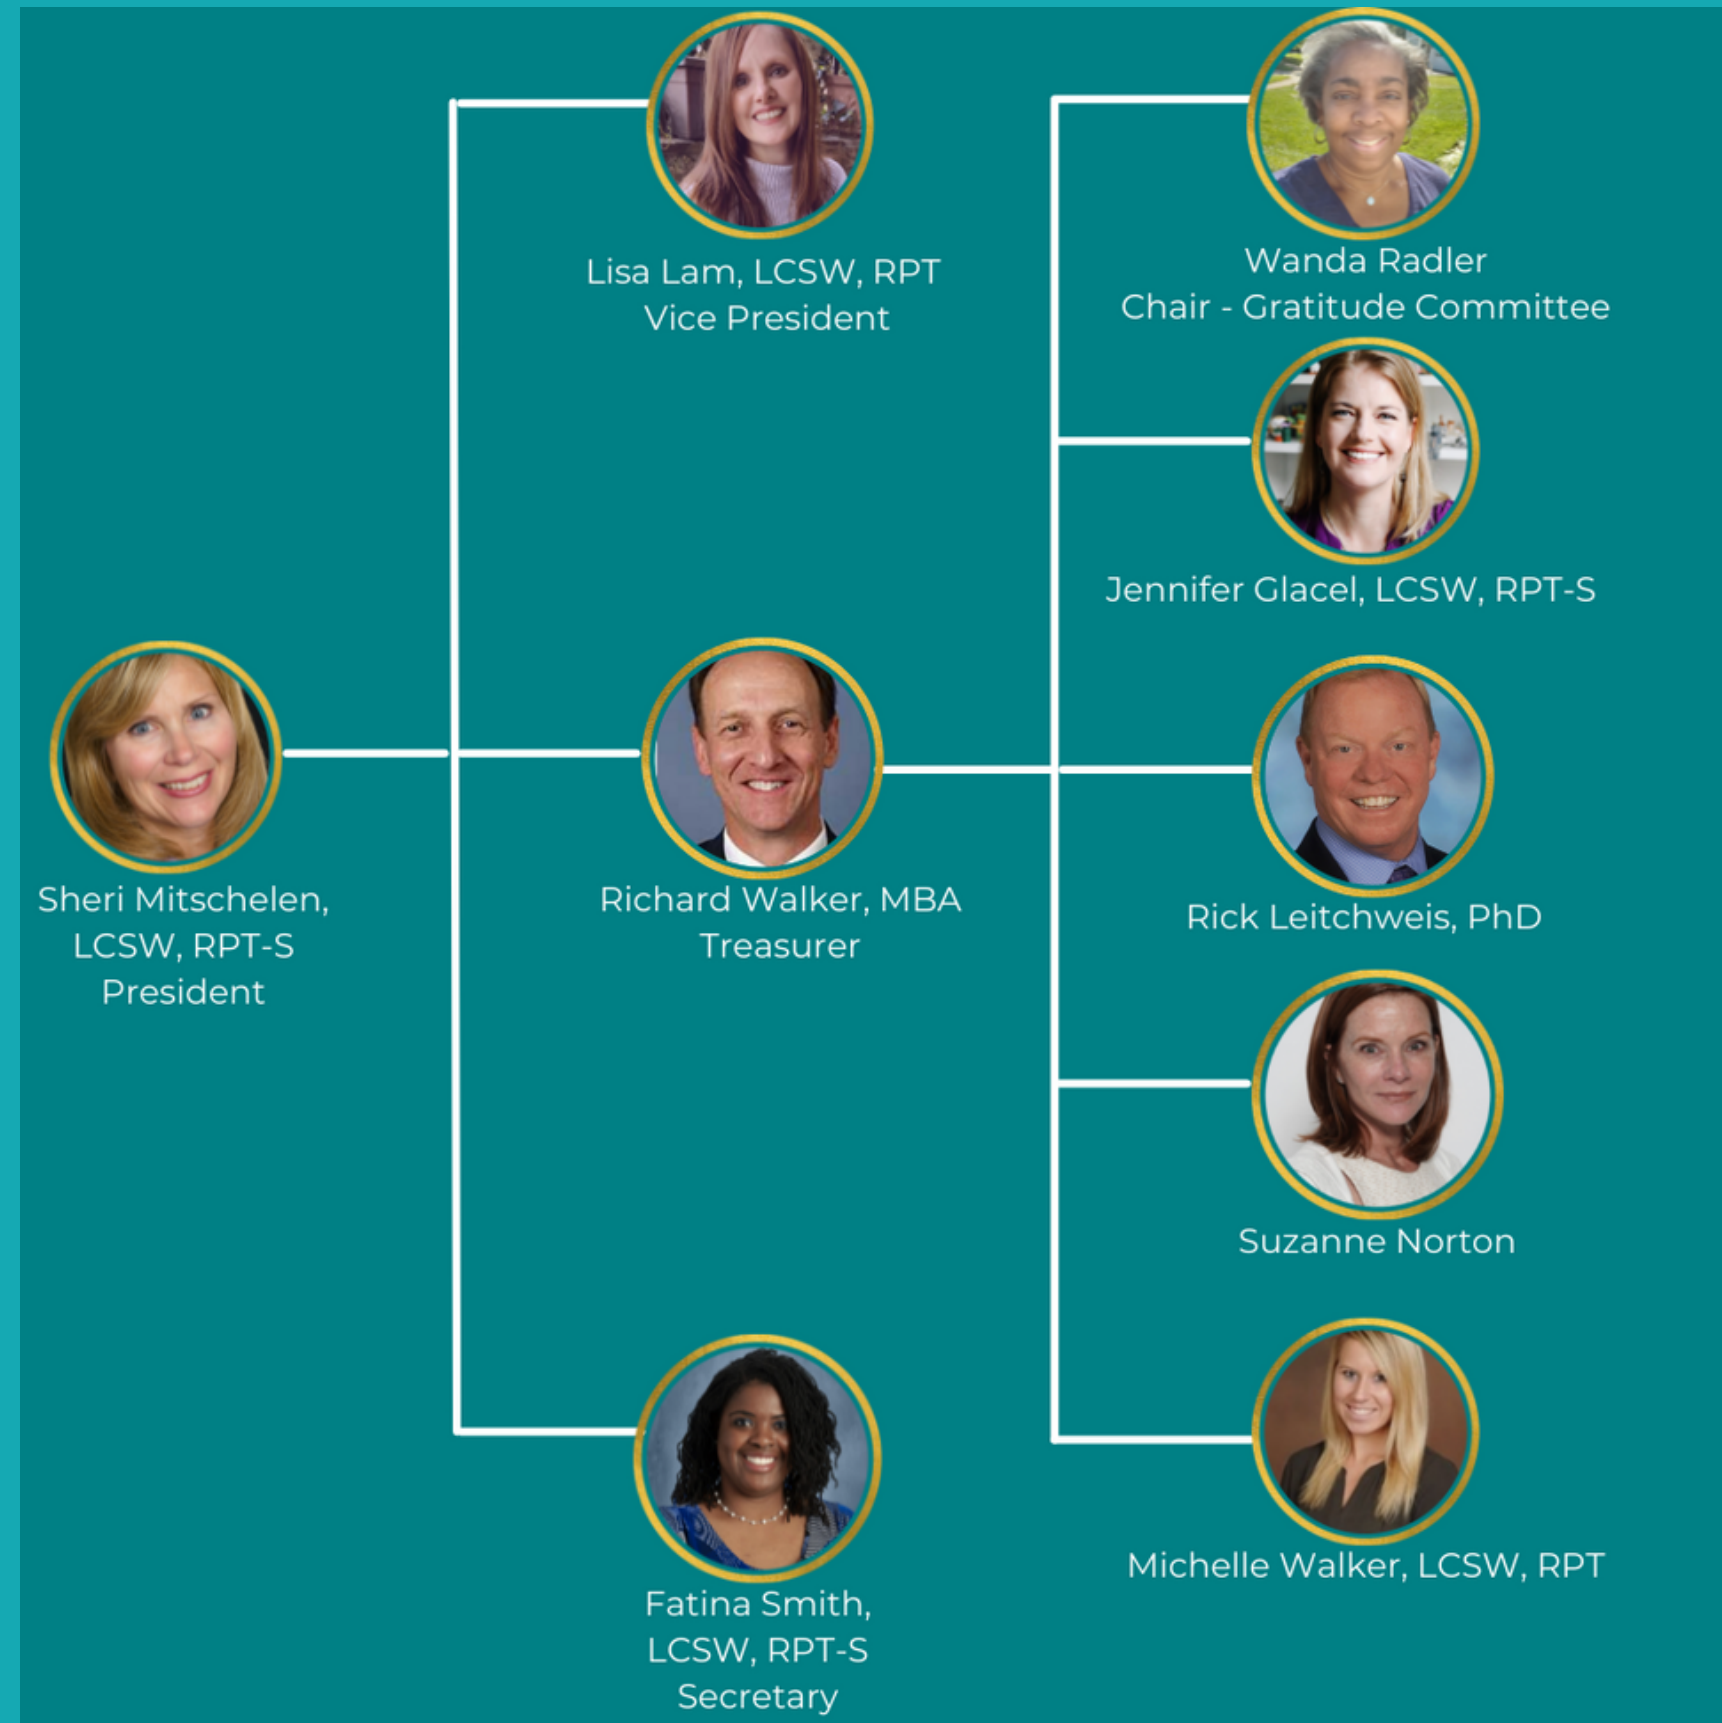 Lisa Lam, LCSW, RPT
Vice President
Wanda Radler
Chair - Gratitude Committee
Jennifer Glacel, LCSW, RPT-S
Sheri Mitschelen,
LCSW, RPT-S
President
Richard Walker, MBA
Treasurer
Rick Leitchweis, PhD
Suzanne Norton
Fatina Smith,
LCSW, RPT-S
Secretary
Michelle Walker, LCSW, RPT